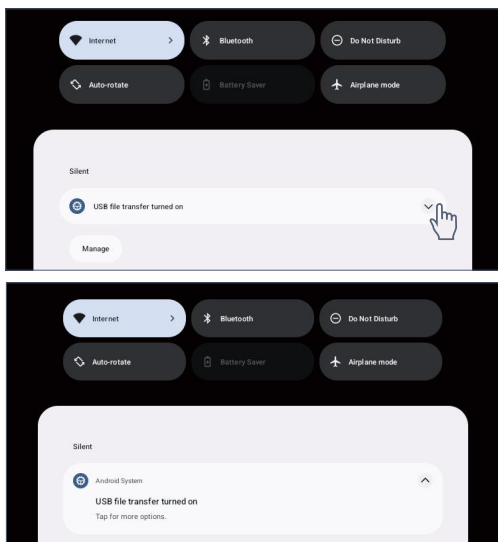 Internet
Bluetooth
Do Not Disturb
Auto-rotate
Battery Saver
Airplane mode
Silent
USB file transfer turned on
Manage
Internet
Bluetooth
Do Not Disturb
Auto-rotate
Battery Saver
Airplane mode
Silent
Android System
USB file transfer turned on
Tap for more options.